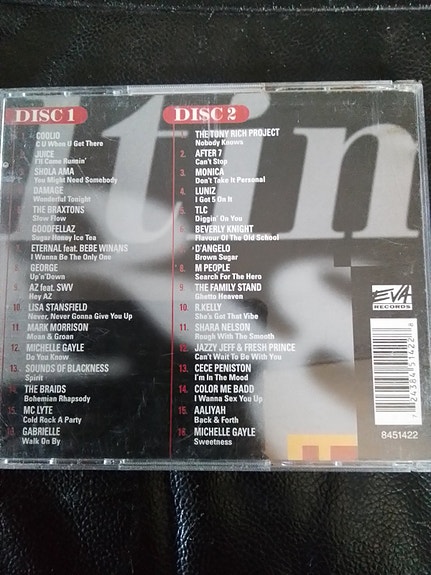 DISC 1
1. COOLIO
C U When U Get There
2. JUICE
I'll Come Runnin'
3. SHOLA AMA
You Might Need Somebody
DAMAGE
Wonderful Tonight
THE BRAXTONS
Slow Flow
GOODFELLAZ
Sugar Honey Ice Tea
ETERNAL feat. BEBE WINANS
I Wanna Be The Only One
8. GEORGE
Up'n'Down
9. AZ feat. SWV
Hey AZ
10. LISA STANSFIELD
Never, Never Gonna Give You Up
11. MARK MORRISON
Moan & Groan
12. MICHELLE GAYLE
Do You Know
13. SOUNDS OF BLACKNESS
Spirit
14. THE BRAIDS
Bohemian Rhapsody
15. MC LYTE
Cold Rock A Party
GABRIELLE
Walk On By
DISC 2
THE TONY RICH PROJECT
Nobody Knows
2. AFTER 7
Can't Stop
3. MONICA
Don't Take It Personal
4. LUNIZ
I Got 5 On It
5. TLC
Diggin' On You
BEVERLY KNIGHT
Flavour Of The Old School
D'ANGELO
Brown Sugar
8. M PEOPLE
Search For The Hero
9. THE FAMILY STAND
Ghetto Heaven
10. R.KELLY
She's Got That Vibe
11. SHARA NELSON
Rough With The Smooth
12. JAZZY JEFF & FRESH PRINCE
Can't Wait To Be With You
13. CECE PENISTON
I'm In The Mood
14. COLOR ME BADD
I Wanna Sex You Up
15. AALIYAH
Back & Forth
16. MICHELLE GAYLE
Sweetness
EVA
RECORDS
7 24384 51422 8
8451422